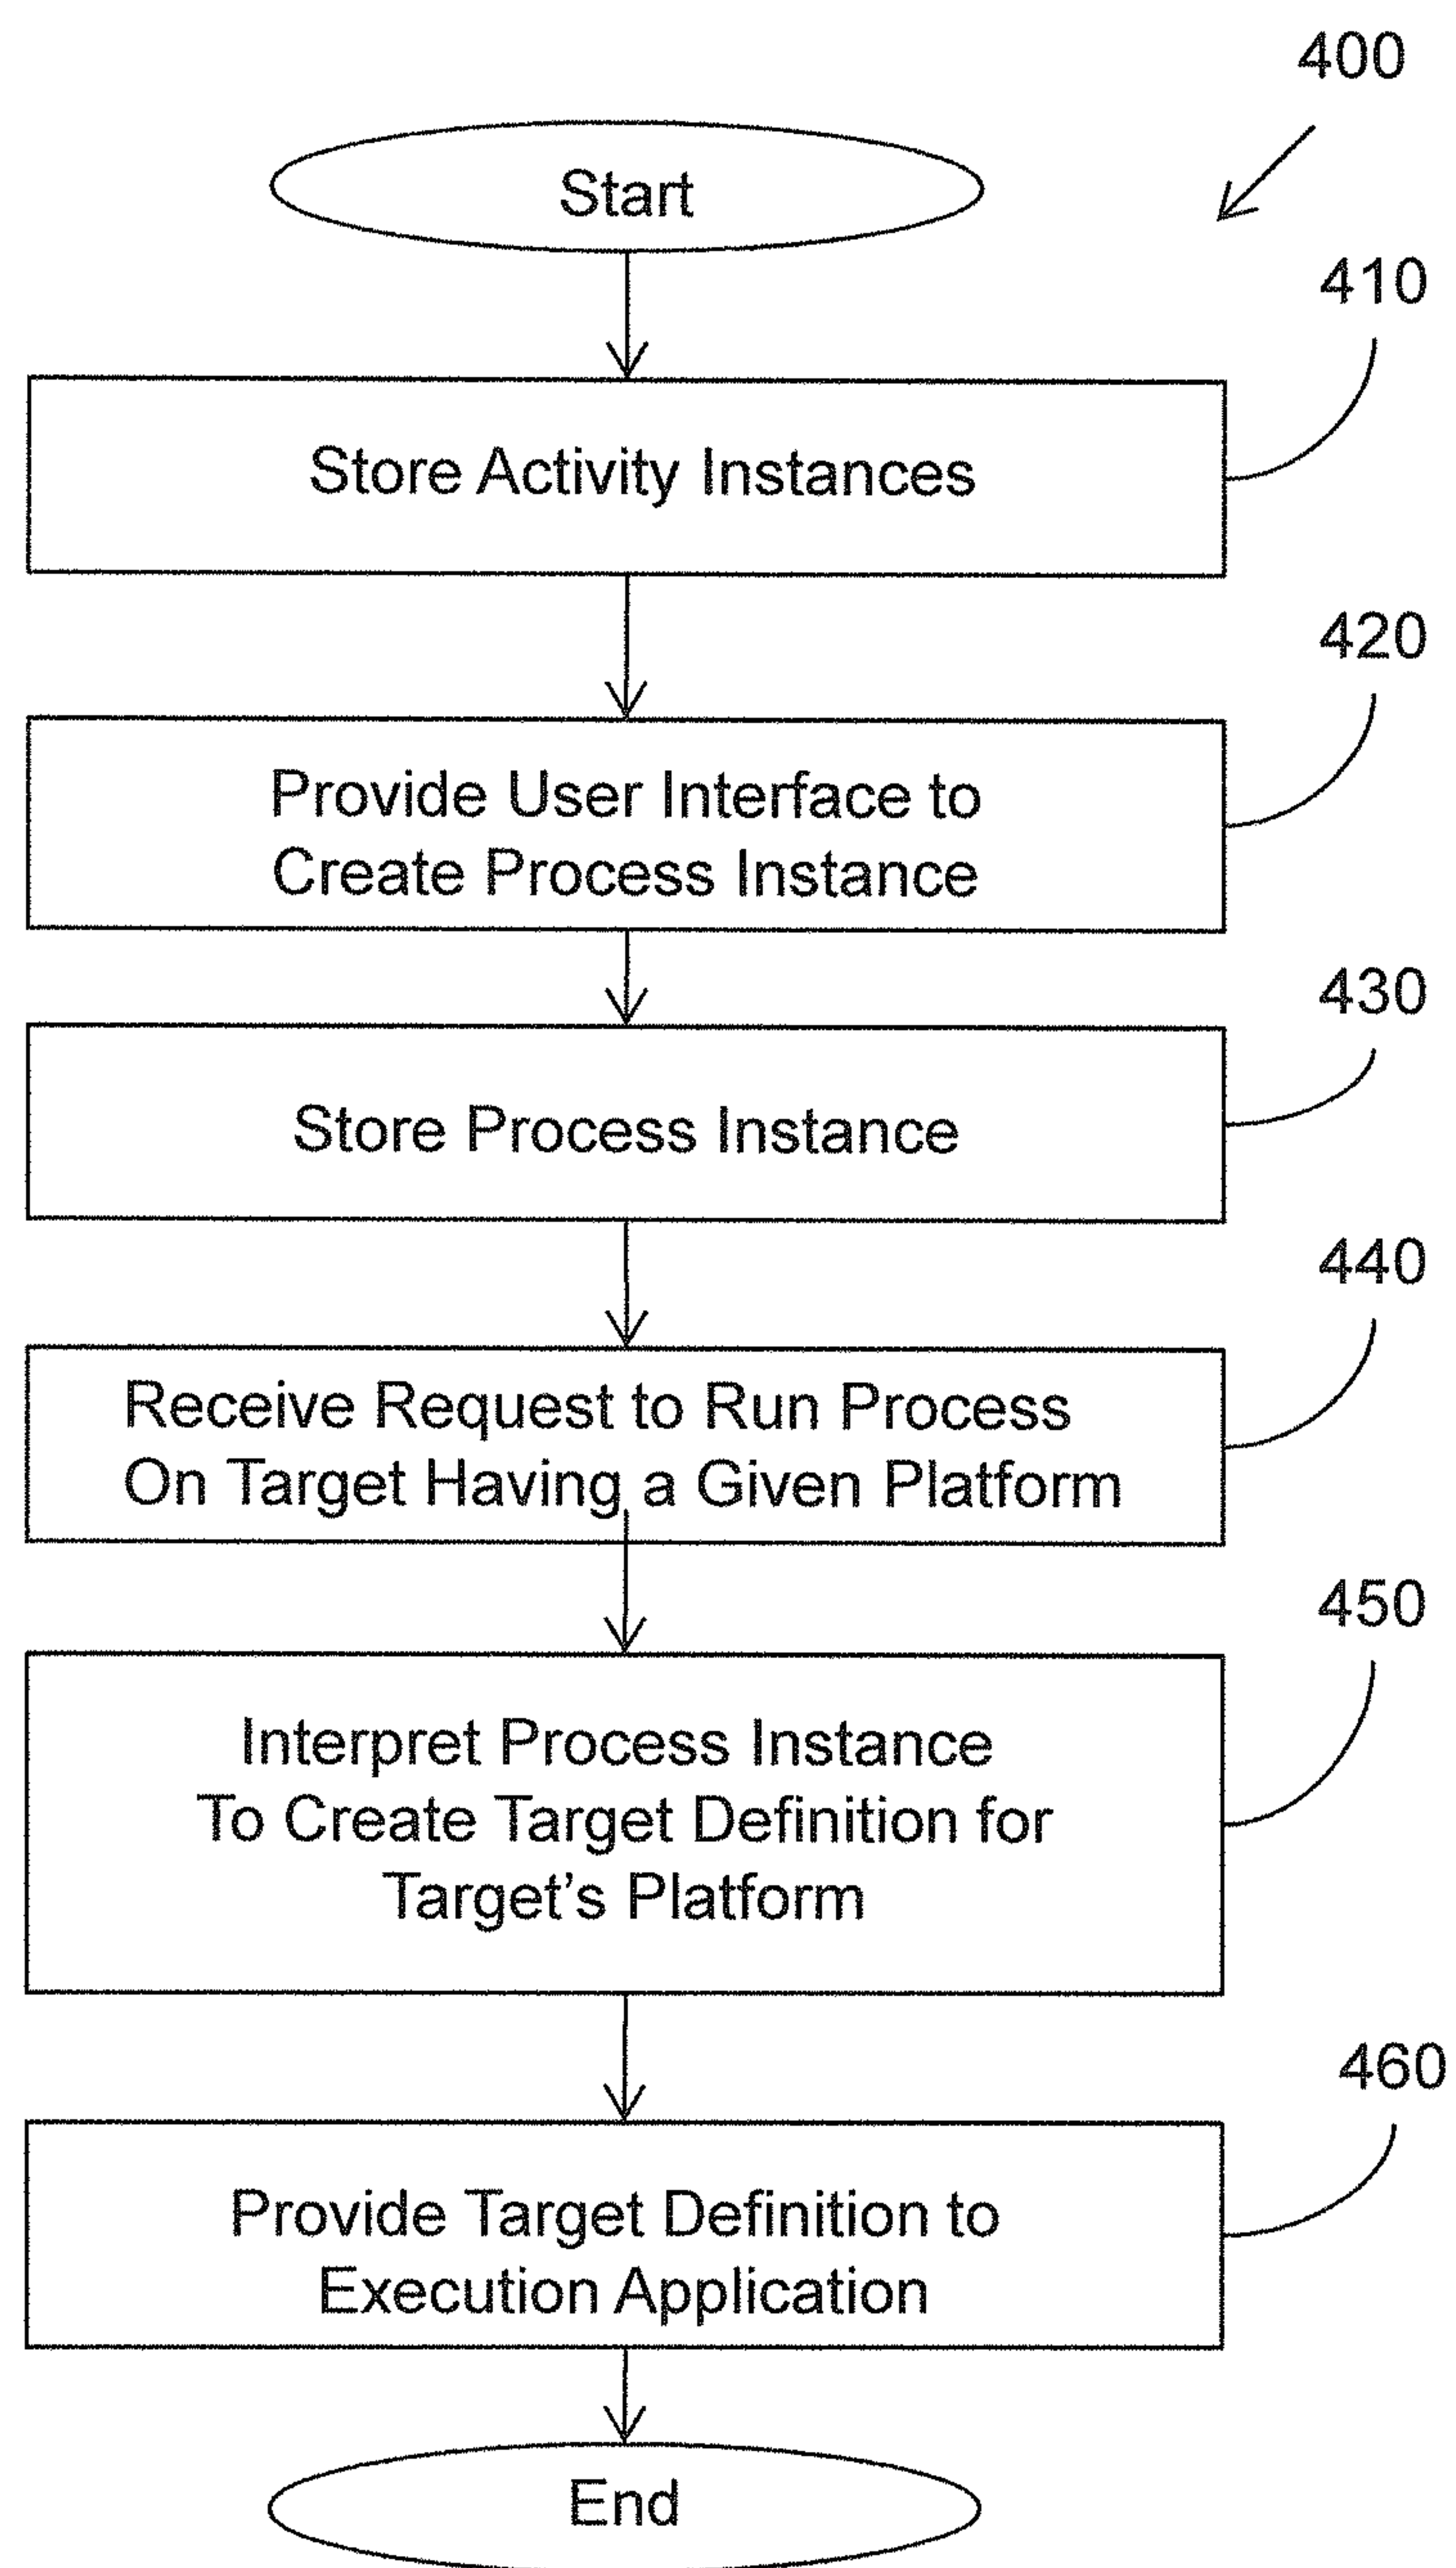 400
Start
410
Store Activity Instances
420
Provide User Interface to
Create Process Instance
430
Store Process Instance
440
Receive Request to Run Process
On Target Having a Given Platform
450
Interpret Process Instance
To Create Target Definition for
Target’s Platform
460
Provide Target Definition to
Execution Application
End